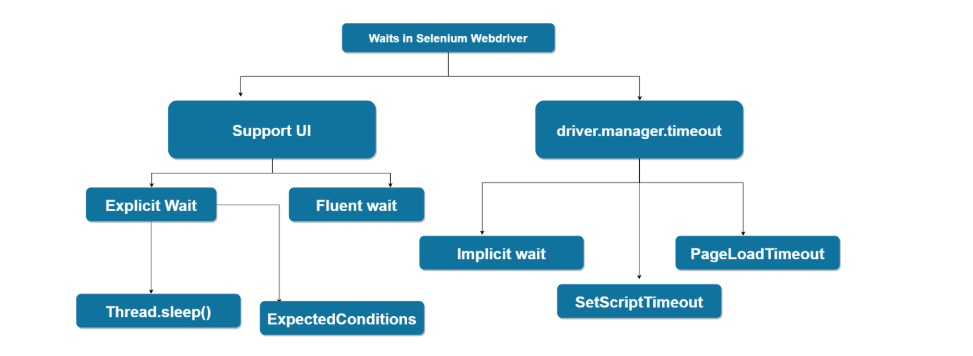 Waits in Selenium Webdriver
Support UI
driver.manager.timeout
Explicit Wait
Fluent wait
Implicit wait
PageLoadTimeout
SetScriptTimeout
Thread.sleep()
ExpectedConditions